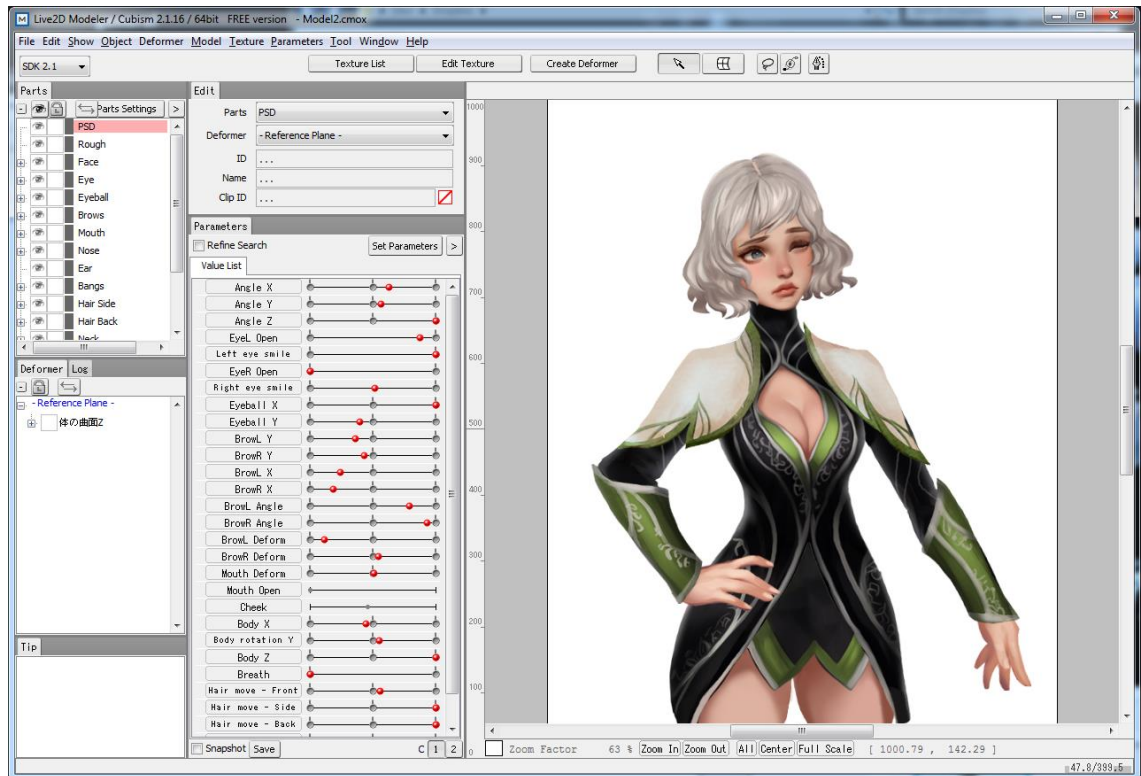 Live2D Modeler / Cubism 2.1.16 / 64bit FREE version - Model2.cmox
File Edit Show Object Deformer Model Texture Parameters Tool Window Help
SDK 2.1
Texture List
Edit Texture
Create Deformer
Parts
Parts Settings
>
PSD
Rough
Face
Eye
Eyeball
Brows
Mouth
Nose
Ear
Bangs
Hair Side
Hair Back
Neck
Deformer
Log
- Reference Plane -
体の曲面Z
Tip
Edit
Parts
PSD
Deformer
- Reference Plane -
ID
...
Name
...
Clip ID
...
Parameters
Refine Search
Set Parameters
>
Value List
Angle X
Angle Y
Angle Z
EyeL Open
Left eye smile
EyeR Open
Right eye smile
Eyeball X
Eyeball Y
BrowL Y
BrowR Y
BrowL X
BrowR X
BrowL Angle
BrowR Angle
BrowL Deform
BrowR Deform
Mouth Deform
Mouth Open
Cheek
Body X
Body rotation Y
Body Z
Breath
Hair move - Front
Hair move - Side
Hair move - Back
Snapshot
Save
C 1 2
1000
900
800
700
600
500
400
300
200
100
0
Zoom Factor 63 % Zoom In Zoom Out All Center Full Scale [ 1000.79 , 142.29 ]
47.8/399.5